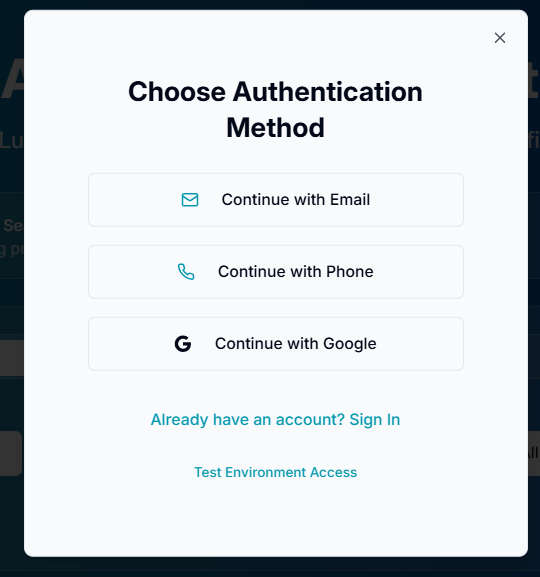 Choose Authentication
Method
Continue with Email
Continue with Phone
Continue with Google
Already have an account? Sign In
Test Environment Access